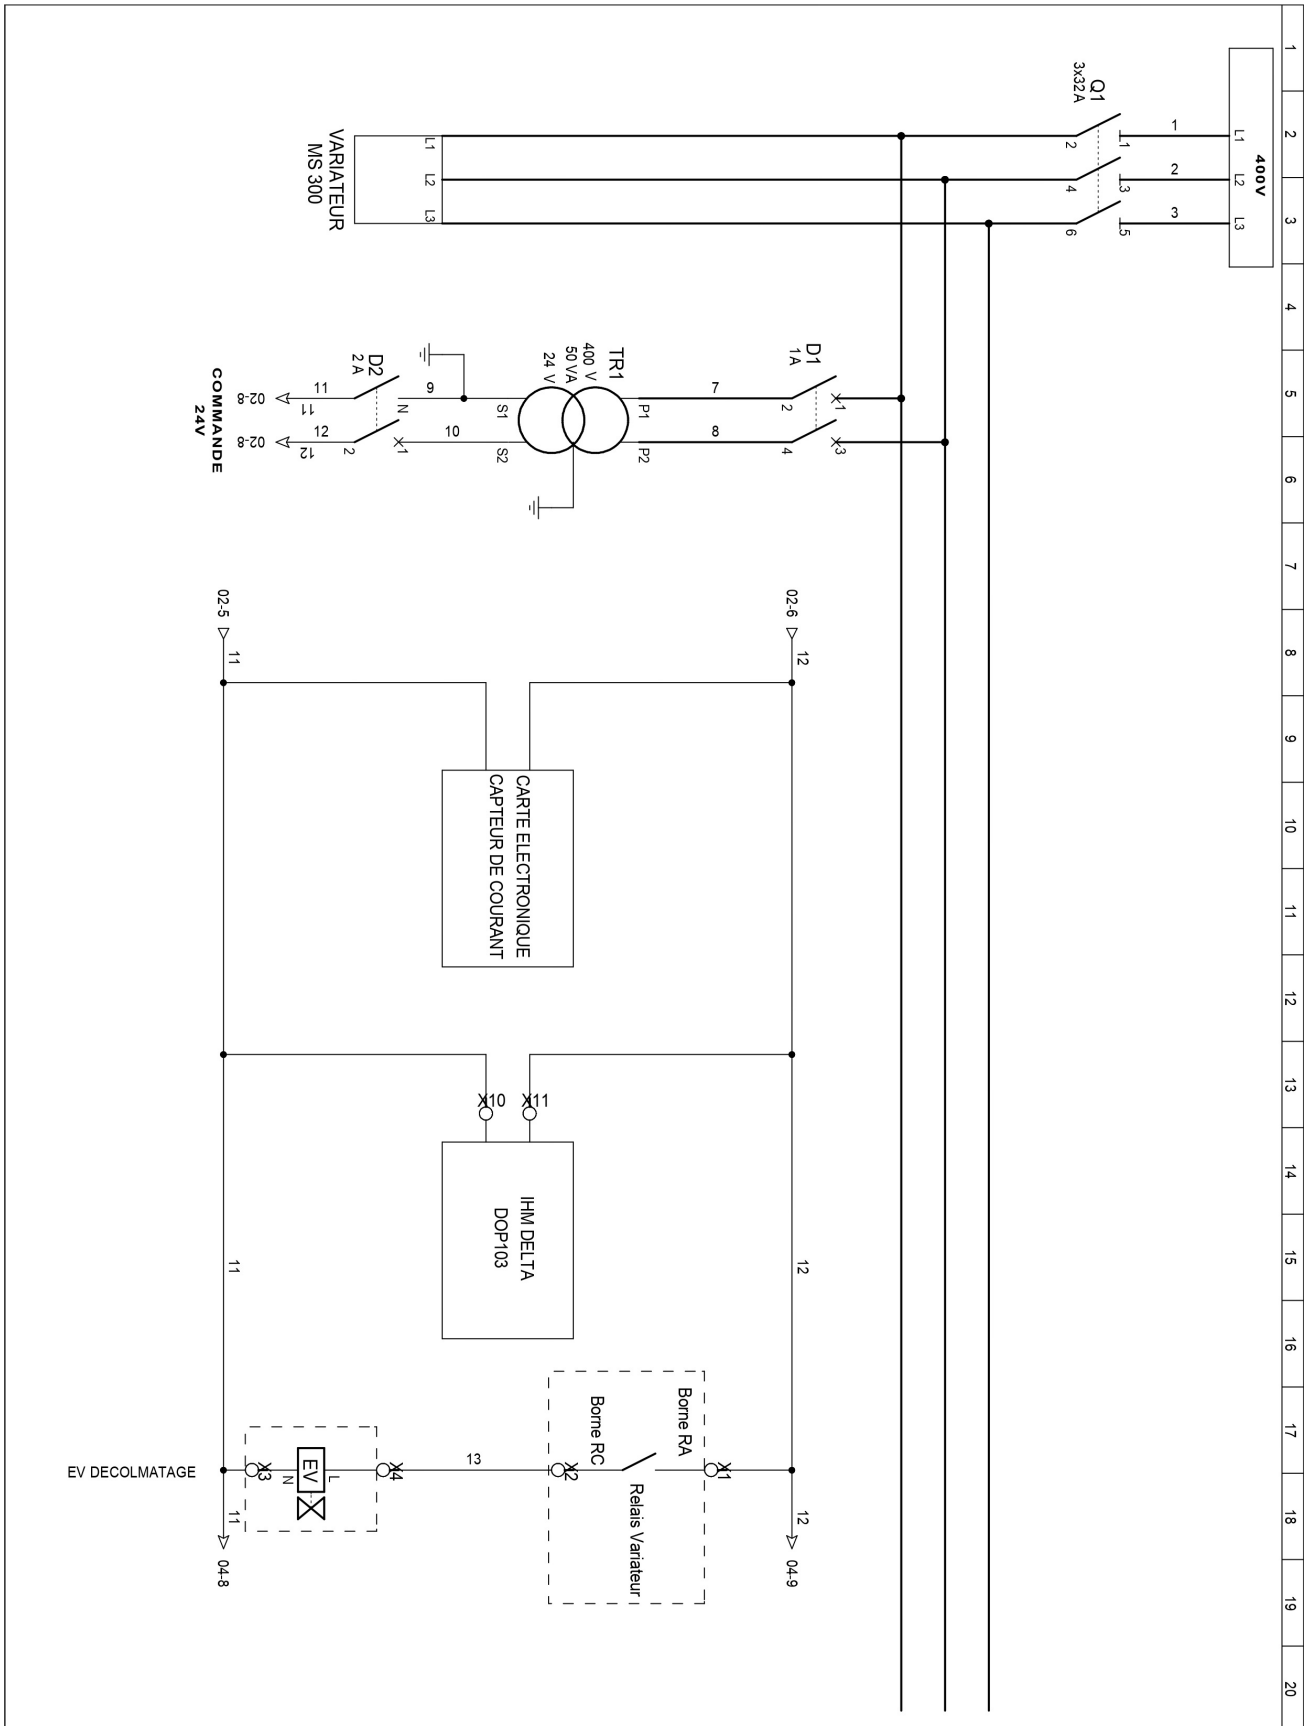 1
2
3
4
5
6
7
8
9
10
11
12
13
14
15
16
17
18
19
20
400V
L1
L2
L3
1
2
3
Q1
3x32A
L1
L3
L5
2
4
6
L1
L2
L3
VARIATEUR
MS 300
D1
1A
1
3
2
4
7
8
TR1
400 V
50 VA
24 V
P1
P2
S1
S2
9
10
D2
2 A
N
1
2
11
12
11
12
02-8
02-8
COMMANDE
24V
02-6
12
02-5
11
CARTE ELECTRONIQUE
CAPTEUR DE COURANT
X11
X10
IHM DELTA
DOP103
12
11
Borne RA
X1
Relais Variateur
Borne RC
X2
13
X4
L
EV
N
X3
EV DECOLMATAGE
12
04-9
11
04-8